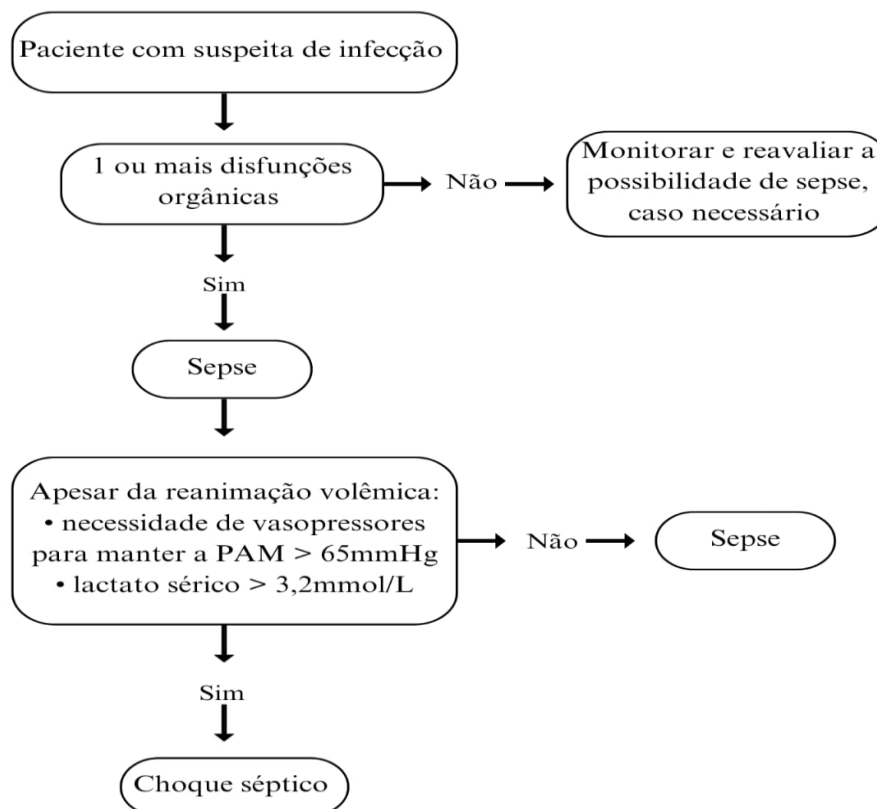 Paciente com suspeita de infecção
1 ou mais disfunções
orgânicas
Não
Monitorar e reavaliar a
possibilidade de sepse,
caso necessário
Sim
Sepse
Apesar da reanimação volêmica:
• necessidade de vasopressores
para manter a PAM > 65mmHg
• lactato sérico > 3,2mmol/L
Não
Sepse
Sim
Choque séptico